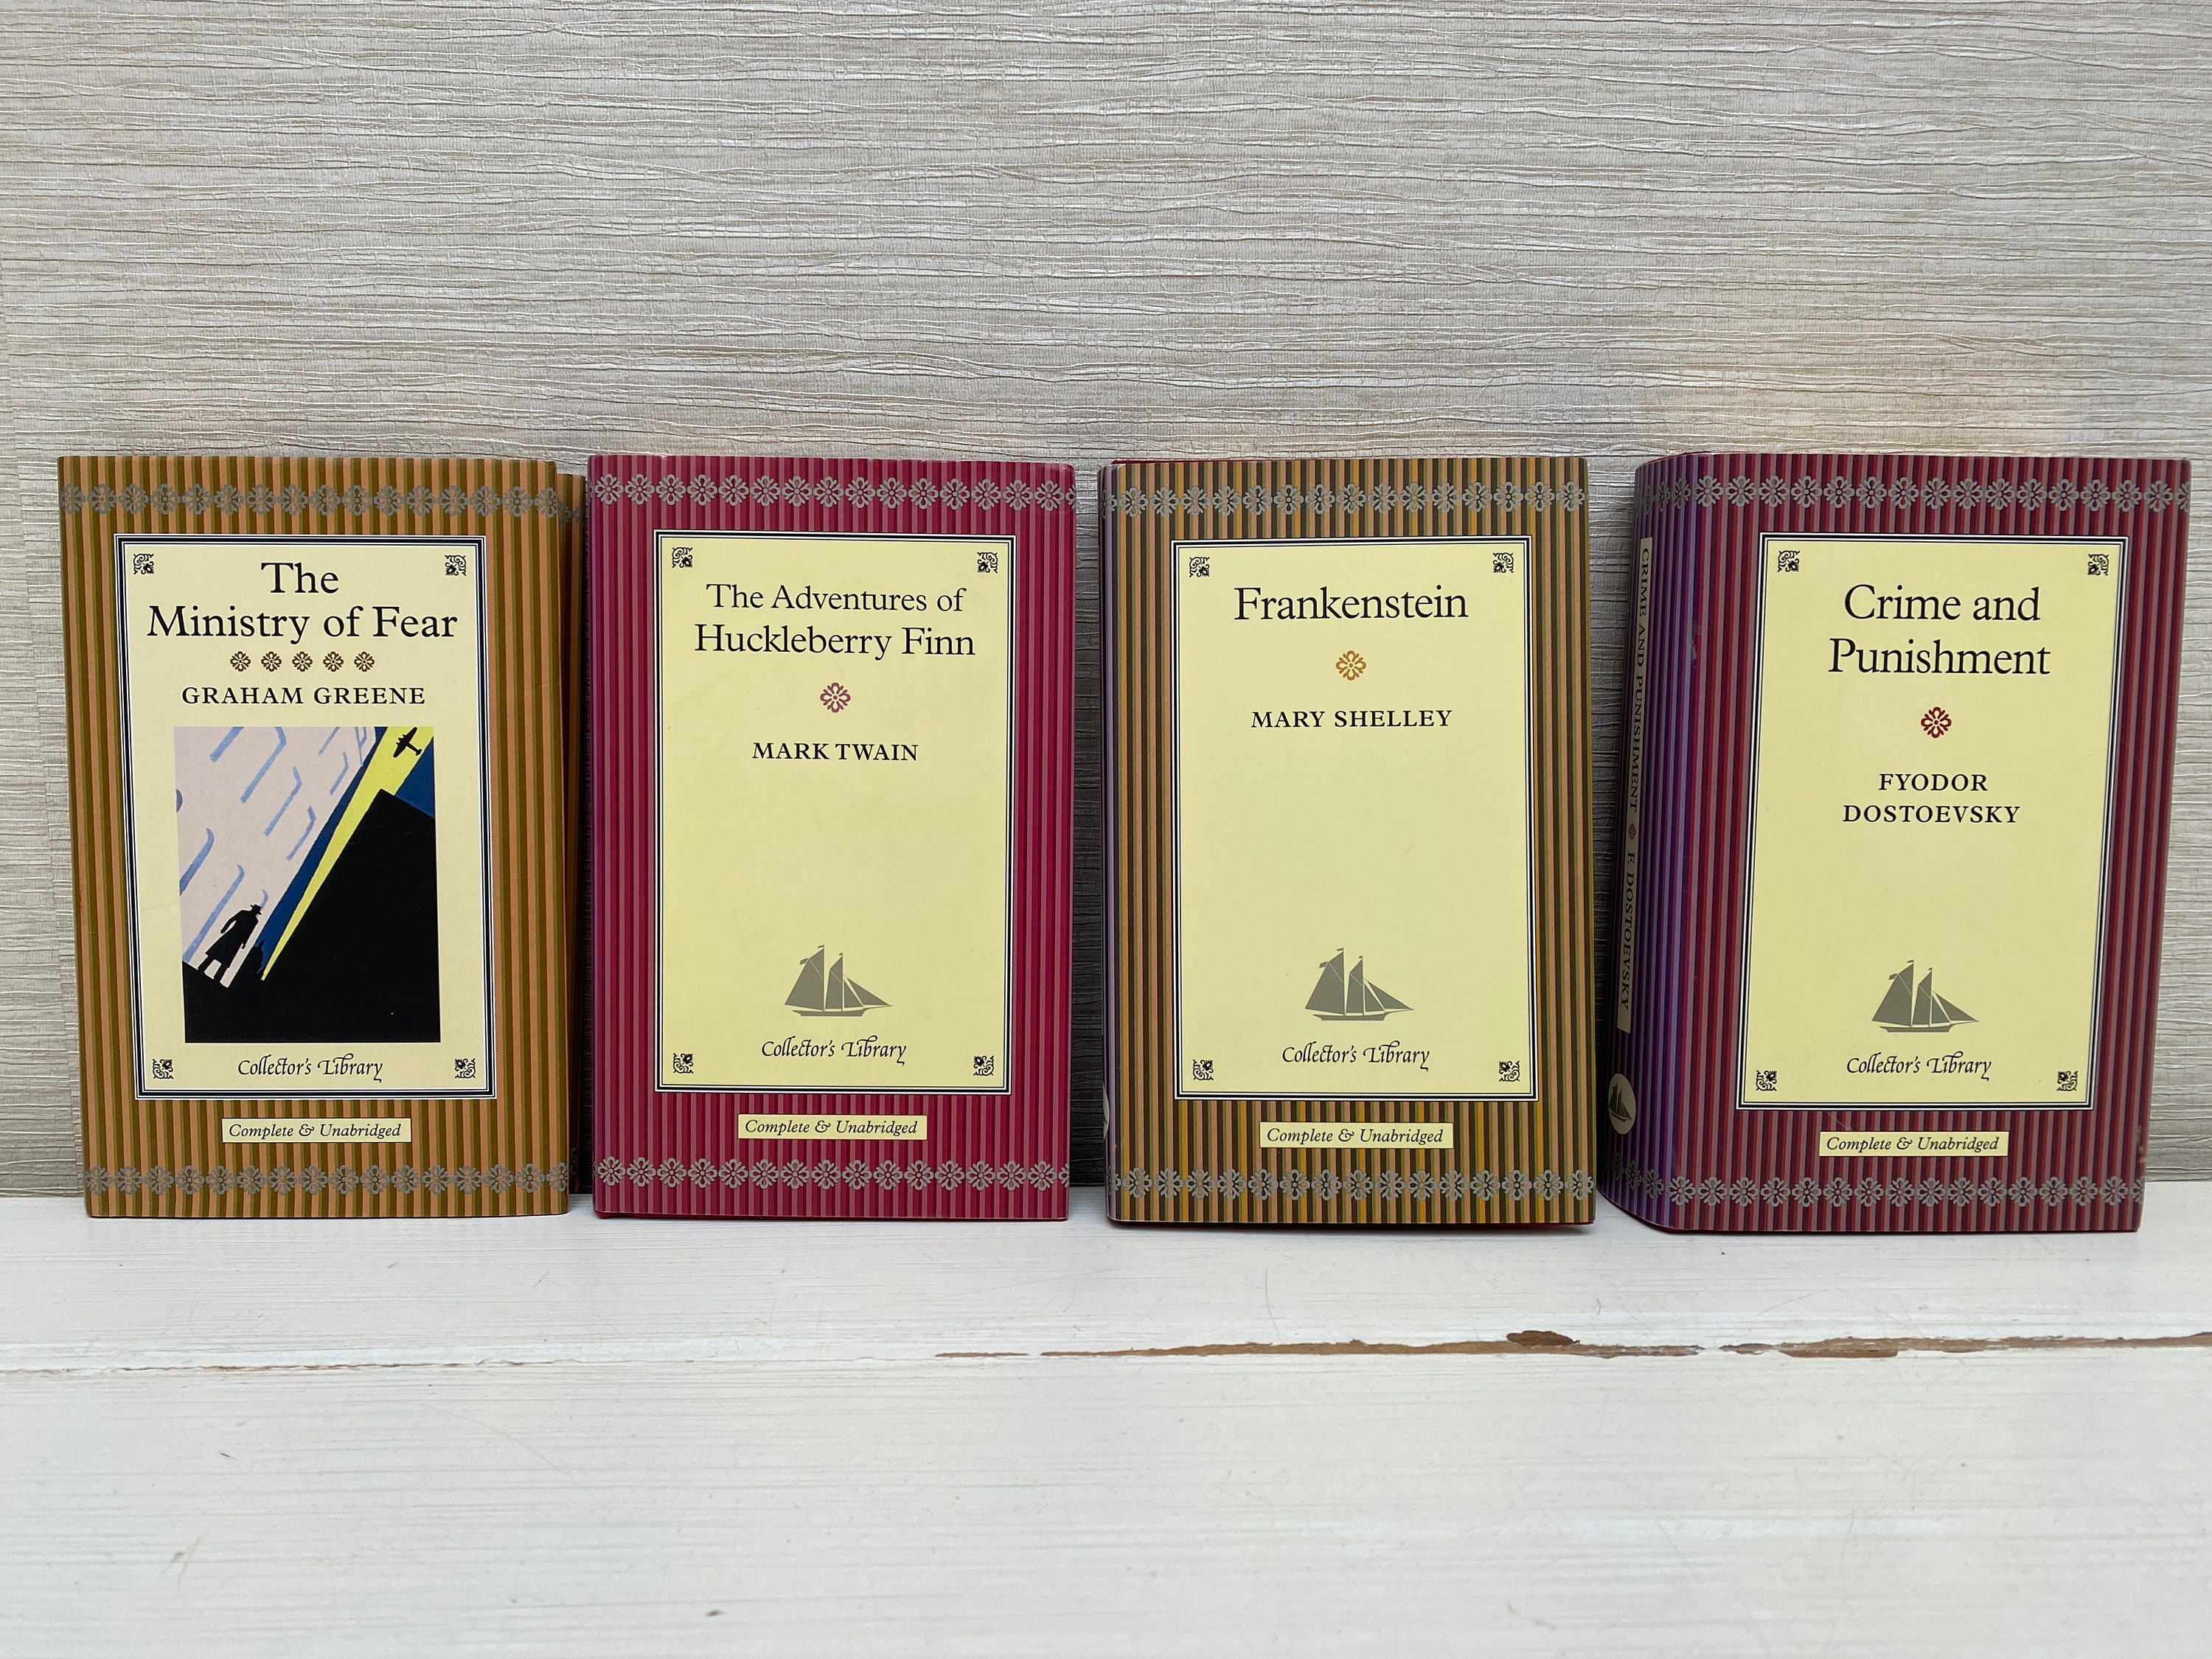 The
Ministry of Fear
GRAHAM GREENE
Collector's Library
Complete & Unabridged
The Adventures of
Huckleberry Finn
MARK TWAIN
Collector's Library
Complete & Unabridged
Frankenstein
MARY SHELLEY
Collector's Library
Complete & Unabridged
CRIME AND PUNISHMENT F. DOSTOEVSKY
Crime and
Punishment
FYODOR
DOSTOEVSKY
Collector's Library
Complete & Unabridged